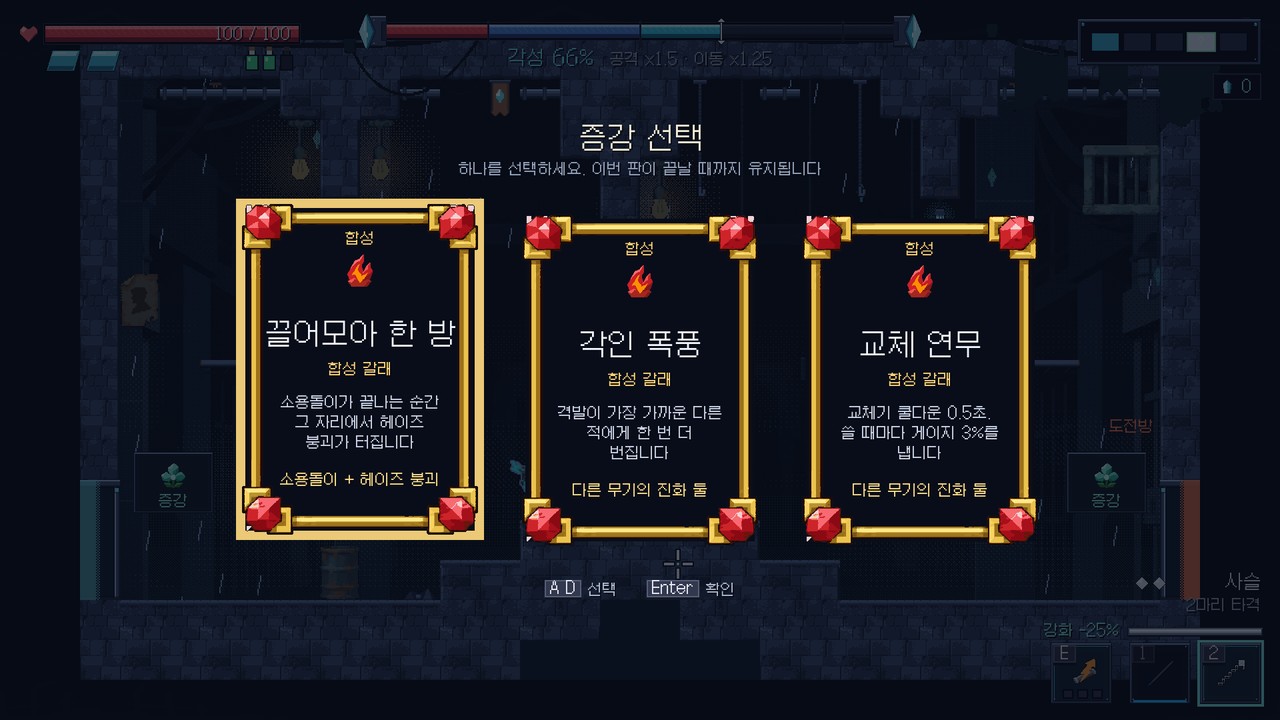 100 / 100
각성 66% 공격 x1.5 · 이동 x1.25
0
증강 선택
하나를 선택하세요. 이번 판이 끝날 때까지 유지됩니다
합성
끌어모아 한 방
합성 갈래
소용돌이가 끝나는 순간
그 자리에서 헤이즈
붕괴가 터집니다
소용돌이 + 헤이즈 붕괴
합성
각인 폭풍
합성 갈래
격발이 가장 가까운 다른
적에게 한 번 더
번집니다
다른 무기의 진화 둘
합성
교체 연무
합성 갈래
교체기 쿨다운 0.5초.
쓸 때마다 게이지 3%를
냅니다
다른 무기의 진화 둘
도전방
증강
증강
A D 선택 Enter 확인
사슬
2마리 타격
강화 -25%
E 1 2